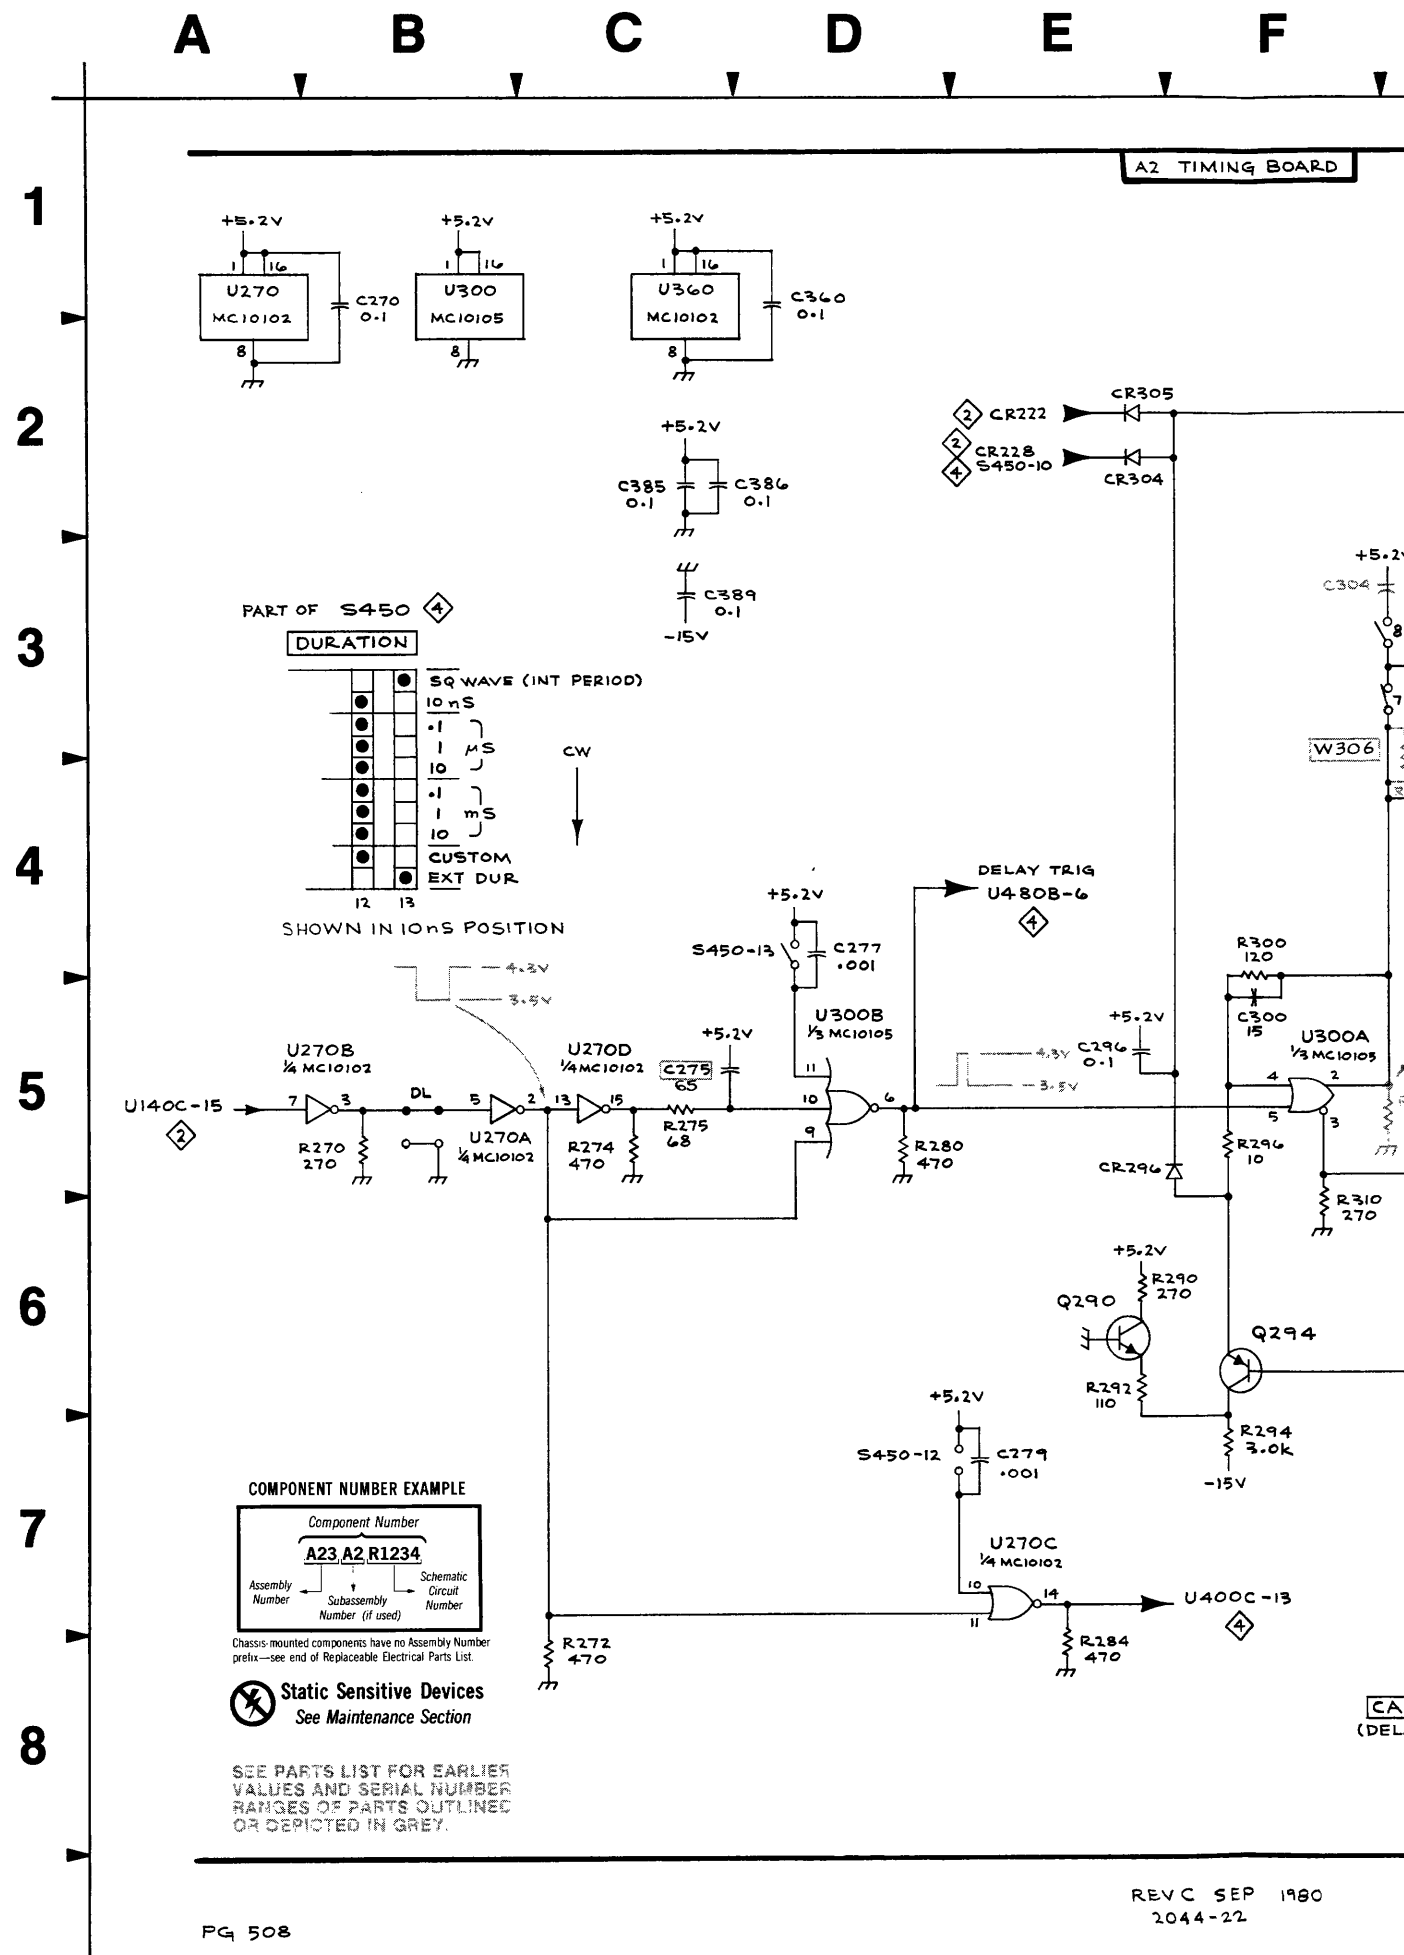 A B C D E F
1
2
3
4
5
6
7
8
A2 TIMING BOARD
+5.2V
1 16
U270
MC10102
8
C270
0.1
+5.2V
1 16
U300
MC10105
8
+5.2V
1 16
U360
MC10102
8
C360
0.1
+5.2V
C385
0.1
C386
0.1
C389
0.1
-15V
2 CR222
CR305
2 CR228
4 S450-10
CR304
+5.2V
C304
8
7
W306
PART OF S450 4
DURATION
SQ WAVE (INT PERIOD)
10 nS
.1
1 μS
10
.1
1 mS
10
CUSTOM
EXT DUR
12 13
CW
SHOWN IN 10nS POSITION
4.3V
3.5V
DELAY TRIG
U480B-6
4
+5.2V
S450-13
C277
.001
U300B
1/3 MC10105
11
10
9
6
R280
470
4.3V
3.5V
+5.2V
C296
0.1
R300
120
C300
15
U300A
1/3 MC10105
4
5
2
3
R296
10
CR296
R310
270
U140C-15
2
U270B
1/4 MC10102
7 3
R270
270
DL
5 2
U270A
1/4 MC10102
U270D
1/4 MC10102
13 15
R274
470
+5.2V
C275
65
R275
68
+5.2V
R290
270
Q290
R292
110
Q294
R294
3.0K
-15V
+5.2V
S450-12
C279
.001
U270C
1/4 MC10102
10
11
14
U400C-13
4
R284
470
R272
470
COMPONENT NUMBER EXAMPLE
Component Number
A23 A2 R1234
Assembly
Number
Subassembly
Number (if used)
Schematic
Circuit
Number
Chassis-mounted components have no Assembly Number
prefix—see end of Replaceable Electrical Parts List.
Static Sensitive Devices
See Maintenance Section
SEE PARTS LIST FOR EARLIER
VALUES AND SERIAL NUMBER
RANGES OF PARTS OUTLINED
OR DEPICTED IN GREY.
CA
(DEL
PG 508
REV C SEP 1980
2044-22